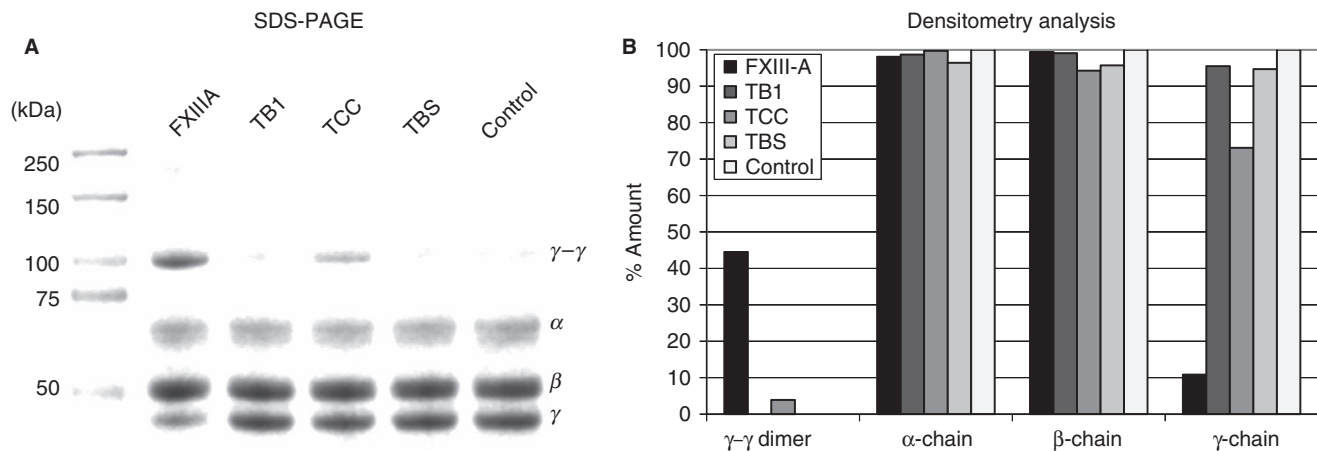 SDS-PAGE
A
(kDa)
FXIIIA
TB1
TCC
TBS
Control
250
150
100
75
50
γ–γ
α
β
γ
Densitometry analysis
B
% Amount
100
90
80
70
60
50
40
30
20
10
0
FXIII-A
TB1
TCC
TBS
Control
γ–γ dimer
α-chain
β-chain
γ-chain